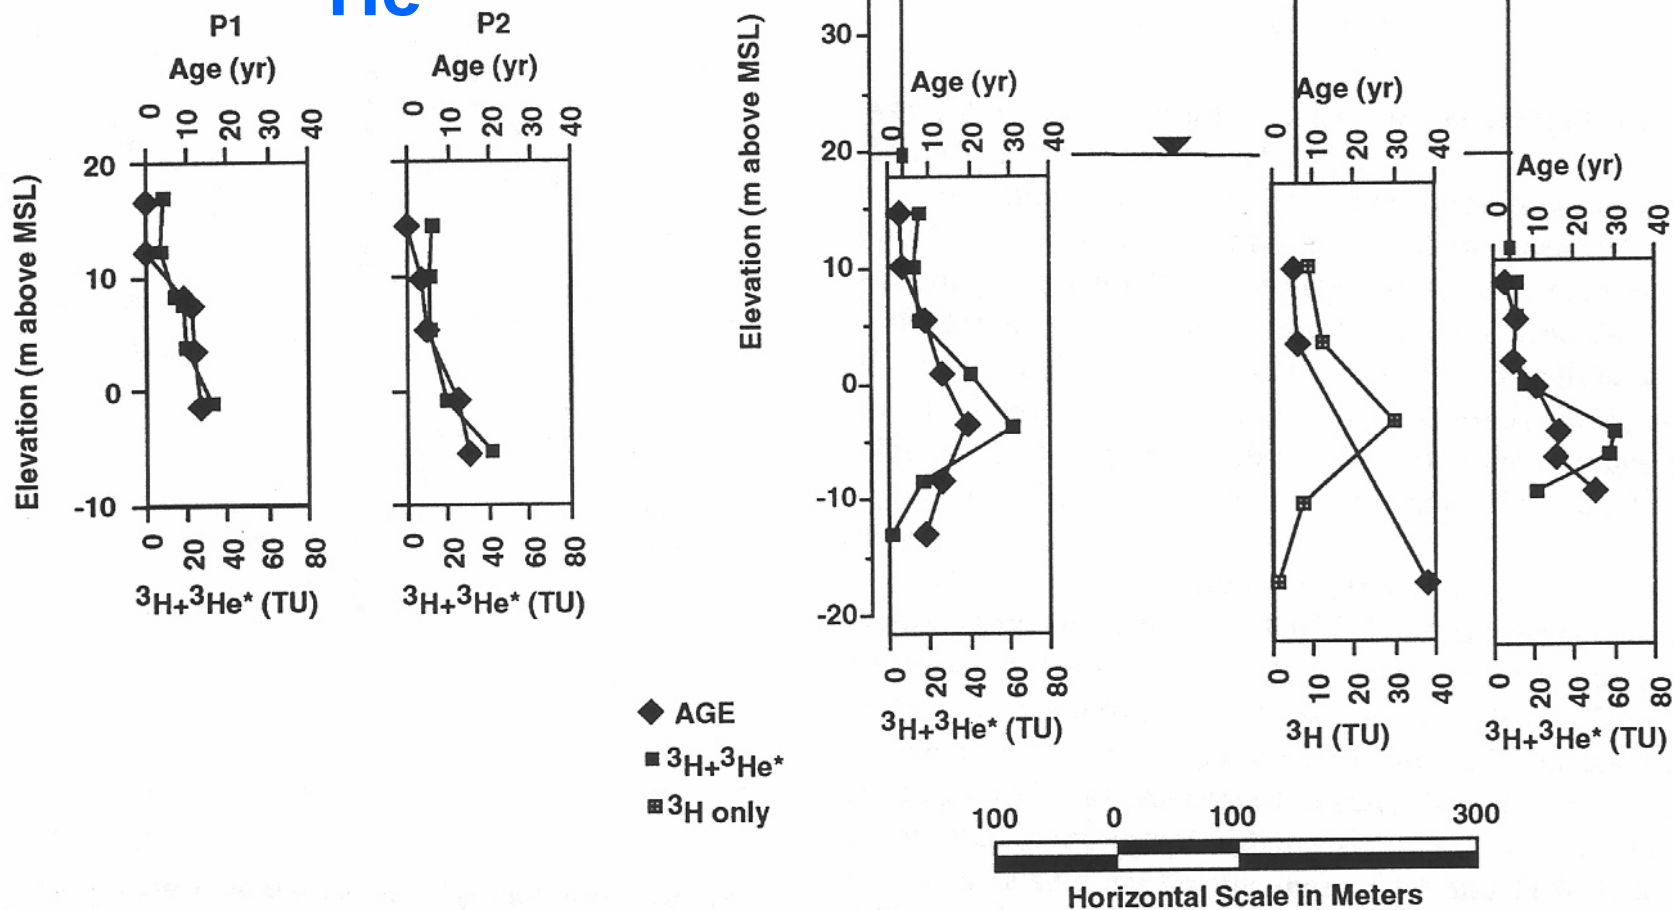 He
P1
Age (yr)
0 10 20 30 40
Elevation (m above MSL)
20
10
0
-10
0 20 40 60 80
³H+³He* (TU)
P2
Age (yr)
0 10 20 30 40
0 20 40 60 80
³H+³He* (TU)
Elevation (m above MSL)
30
20
10
0
-10
-20
Age (yr)
0 10 20 30 40
0 20 40 60 80
³H+³He* (TU)
Age (yr)
0 10 20 30 40
0 10 20 30 40
³H (TU)
Age (yr)
0 10 20 30 40
0 20 40 60 80
³H+³He* (TU)
AGE
³H+³He*
³H only
100 0 100 300
Horizontal Scale in Meters